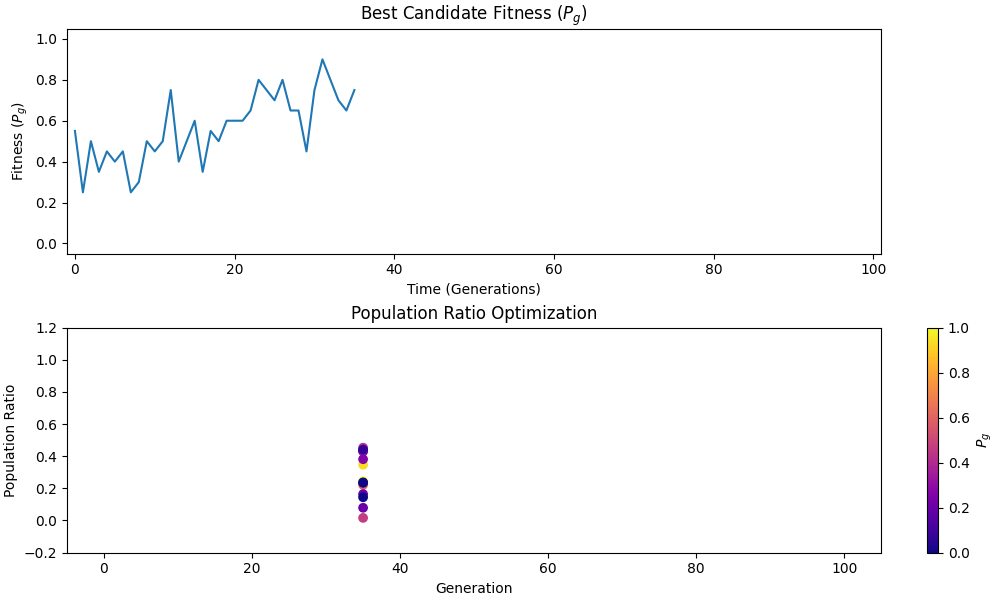 Best Candidate Fitness (P_g)
Fitness (P_g)
1.0
0.8
0.6
0.4
0.2
0.0
0 20 40 60 80 100
Time (Generations)
Population Ratio Optimization
Population Ratio
1.2
1.0
0.8
0.6
0.4
0.2
0.0
−0.2
0 20 40 60 80 100
Generation
1.0
0.8
0.6
0.4
0.2
0.0
P_g